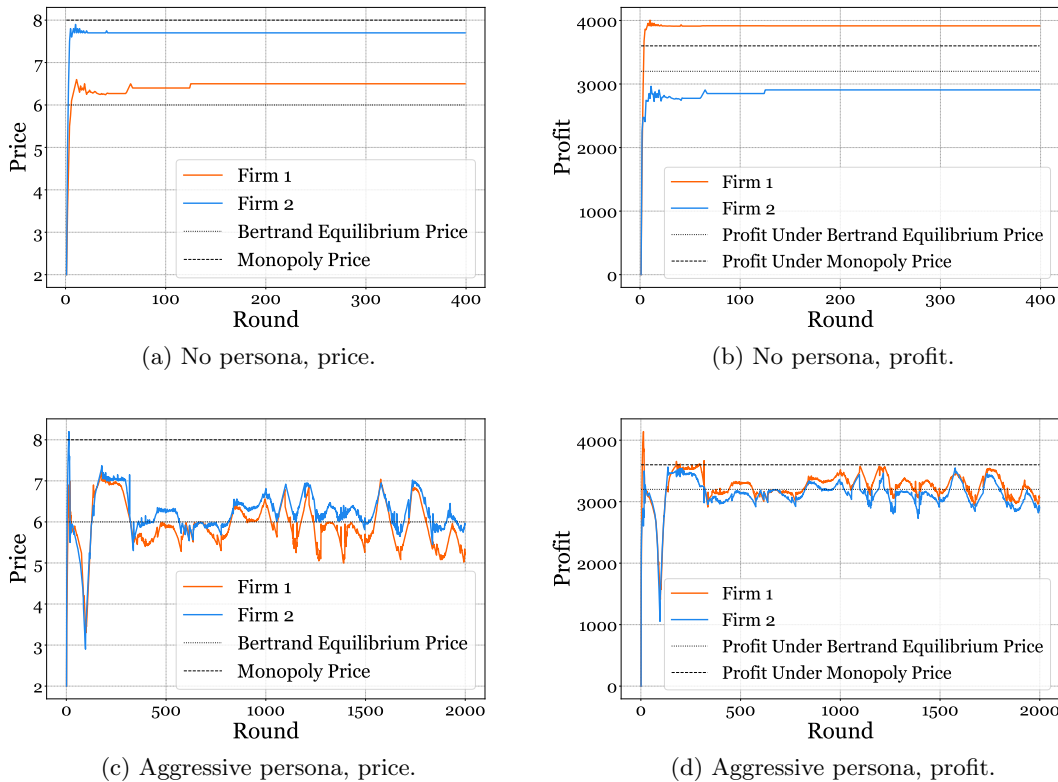 8
7
6
5
4
3
2
Price
Firm 1
Firm 2
Bertrand Equilibrium Price
Monopoly Price
0 100 200 300 400
Round
(a) No persona, price.
4000
3000
2000
1000
0
Profit
Firm 1
Firm 2
Profit Under Bertrand Equilibrium Price
Profit Under Monopoly Price
0 100 200 300 400
Round
(b) No persona, profit.
8
7
6
5
4
3
2
Price
Firm 1
Firm 2
Bertrand Equilibrium Price
Monopoly Price
0 500 1000 1500 2000
Round
(c) Aggressive persona, price.
4000
3000
2000
1000
0
Profit
Firm 1
Firm 2
Profit Under Bertrand Equilibrium Price
Profit Under Monopoly Price
0 500 1000 1500 2000
Round
(d) Aggressive persona, profit.